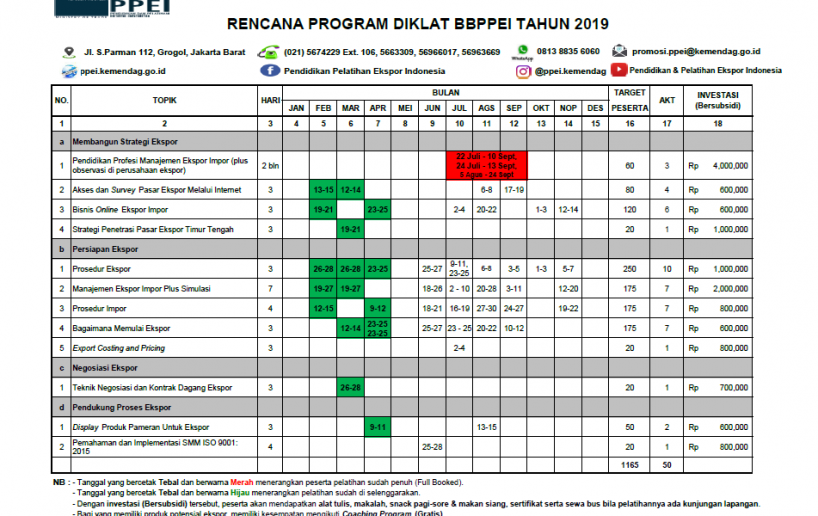 PPEI
RENCANA PROGRAM DIKLAT BBPPEI TAHUN 2019
Jl. S.Parman 112, Grogol, Jakarta Barat (021) 5674229 Ext. 106, 5663309, 56966017, 56963669 WhatsApp 0813 8835 6060 promosi.ppei@kemendag.go.id
ppei.kemendag.go.id Pendidikan Pelatihan Ekspor Indonesia @ppei.kemendag Pendidikan & Pelatihan Ekspor Indonesia
NO. TOPIK HARI BULAN TARGET PESERTA AKT INVESTASI (Bersubsidi)
JAN FEB MAR APR MEI JUN JUL AGS SEP OKT NOP DES
1 2 3 4 5 6 7 8 9 10 11 12 13 14 15 16 17 18
a Membangun Strategi Ekspor
1 Pendidikan Profesi Manajemen Ekspor Impor (plus observasi di perusahaan ekspor) 2 bln 22 Juli - 10 Sept, 24 Juli - 13 Sept, 5 Agus - 24 Sept 60 3 Rp 4,000,000
2 Akses dan Survey Pasar Ekspor Melalui Internet 3 13-15 12-14 6-8 17-19 80 4 Rp 600,000
3 Bisnis Online Ekspor Impor 3 19-21 23-25 2-4 20-22 1-3 12-14 120 6 Rp 600,000
4 Strategi Penetrasi Pasar Ekspor Timur Tengah 19-21 20 1 Rp 1,000,000
b Persiapan Ekspor
1 Prosedur Ekspor 3 26-28 26-28 23-25 25-27 9-11, 23-25 6-8 3-5 1-3 5-7 250 10 Rp 1,000,000
2 Manajemen Ekspor Impor Plus Simulasi 7 19-27 19-27 18-26 2 - 10 20-28 3-11 12-20 175 7 Rp 2,000,000
3 Prosedur Impor 4 12-15 9-12 18-21 16-19 27-30 24-27 19-22 175 7 Rp 800,000
4 Bagaimana Memulai Ekspor 3 12-14 23-25 23-25 25-27 23 - 25 20-22 10-12 175 7 Rp 600,000
5 Export Costing and Pricing 3 2-4 20 1 Rp 800,000
c Negosiasi Ekspor
1 Teknik Negosiasi dan Kontrak Dagang Ekspor 3 26-28 20 1 Rp 700,000
d Pendukung Proses Ekspor
1 Display Produk Pameran Untuk Ekspor 3 9-11 13-15 50 2 Rp 600,000
2 Pemahaman dan Implementasi SMM ISO 9001: 2015 4 25-28 20 1 Rp 800,000
1165 50
NB : - Tanggal yang bercetak Tebal dan berwarna Merah menerangkan peserta pelatihan sudah penuh (Full Booked).
- Tanggal yang bercetak Tebal dan berwarna Hijau menerangkan pelatihan sudah di selenggarakan.
- Dengan investasi (Bersubsidi) tersebut, peserta akan mendapatkan alat tulis, makalah, snack pagi-sore & makan siang, sertifikat serta sewa bus bila pelatihannya ada kunjungan lapangan.
- Bagi yang memiliki produk potensial ekspor, memiliki kesempatan mengikuti Coaching Program (Gratis)